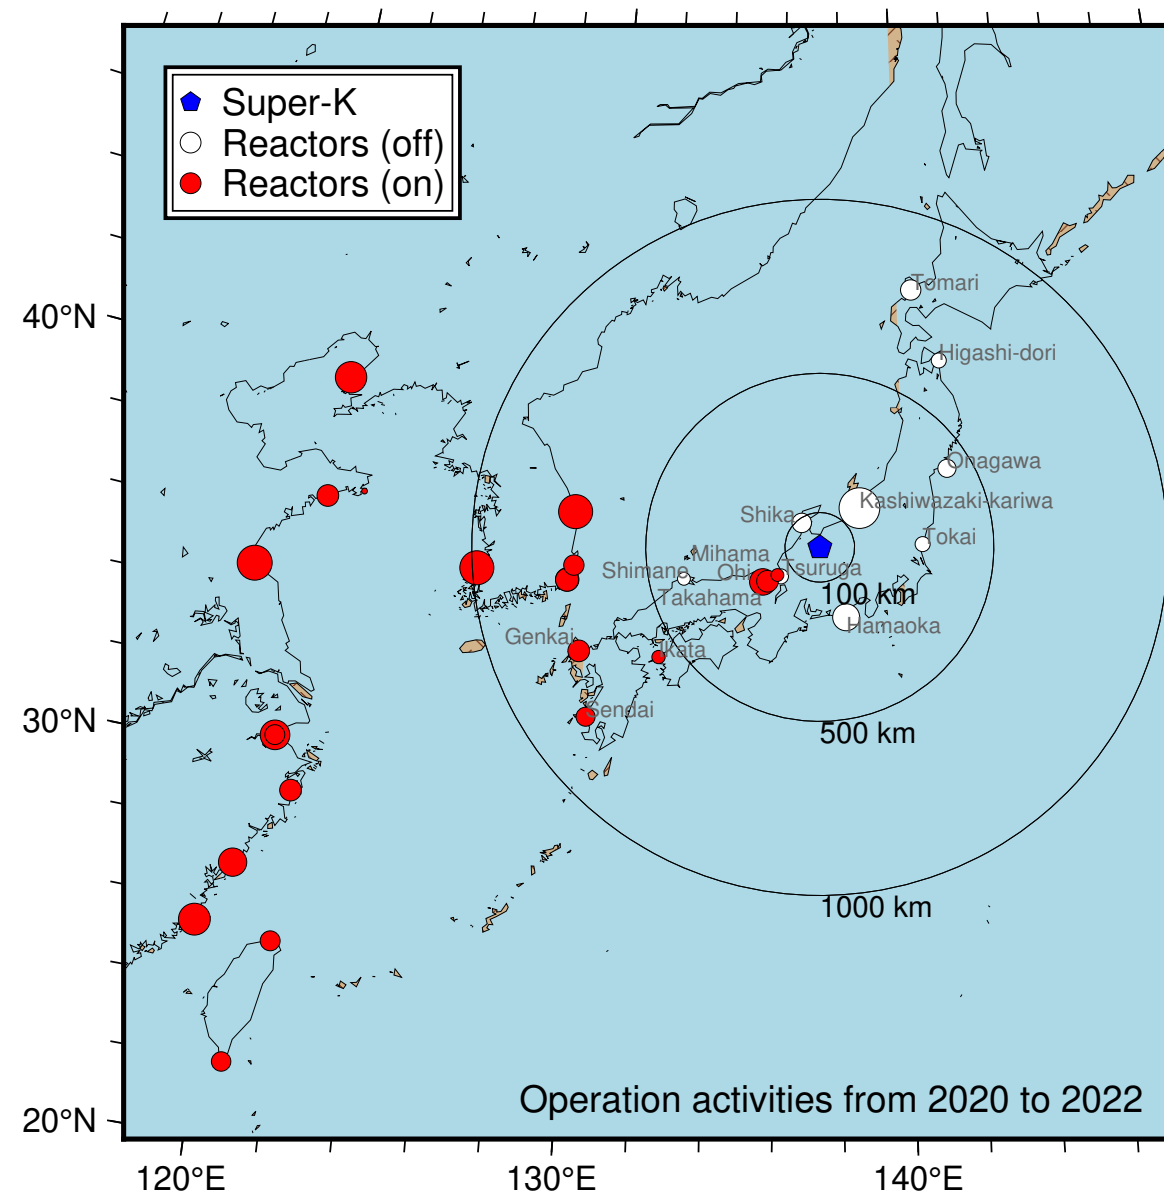 Super-K
Reactors (off)
Reactors (on)
Tomari
40°N
Higashi-dori
Onagawa
Kashiwazaki-kariwa
Shika
Tokai
Mihama
Tsuruga
Shimane
Ohi
100 km
Takahama
Hamaoka
Genkai
Ikata
Sendai
30°N
500 km
1000 km
Operation activities from 2020 to 2022
20°N
120°E
130°E
140°E